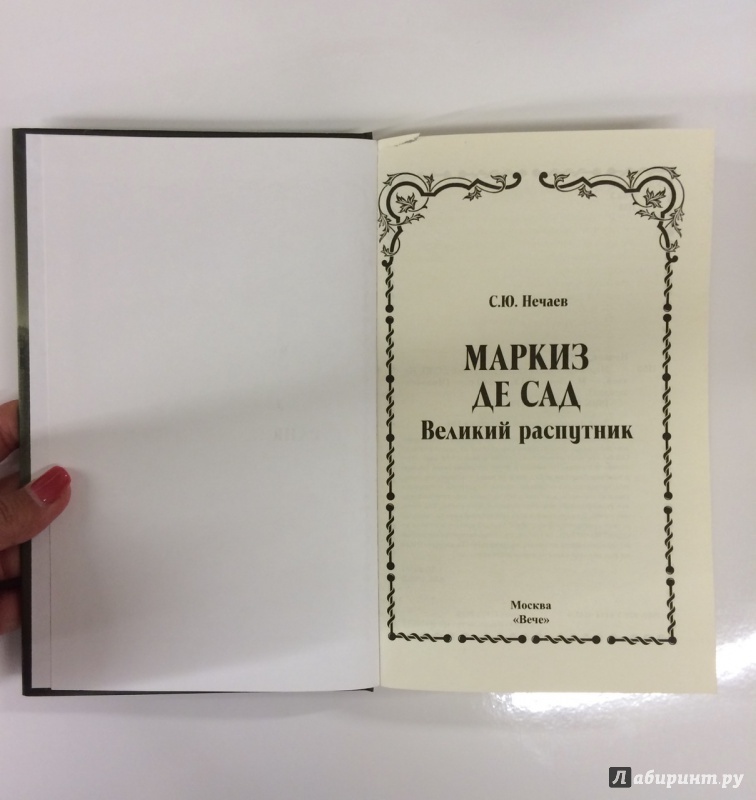 С.Ю. Нечаев
МАРКИЗ
ДЕ САД
Великий распутник
Москва
«Вече»
Лабиринт.ру